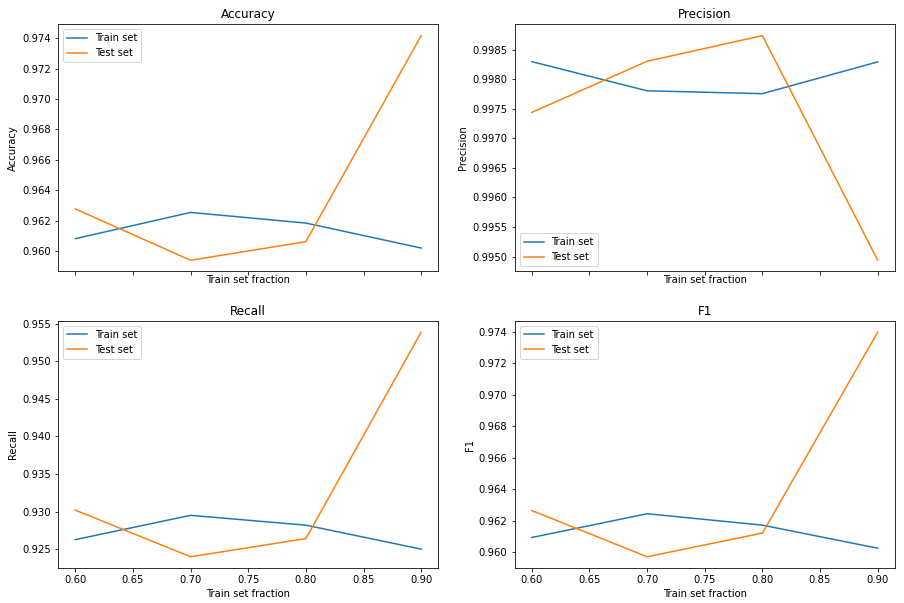 Accuracy
0.974
0.972
0.970
0.968
0.966
0.964
0.962
0.960
Accuracy
Train set
Test set
Train set fraction
Precision
0.9985
0.9980
0.9975
0.9970
0.9965
0.9960
0.9955
0.9950
Precision
Train set
Test set
Train set fraction
Recall
0.955
0.950
0.945
0.940
0.935
0.930
0.925
Recall
Train set
Test set
0.60 0.65 0.70 0.75 0.80 0.85 0.90
Train set fraction
F1
0.974
0.972
0.970
0.968
0.966
0.964
0.962
0.960
F1
Train set
Test set
0.60 0.65 0.70 0.75 0.80 0.85 0.90
Train set fraction